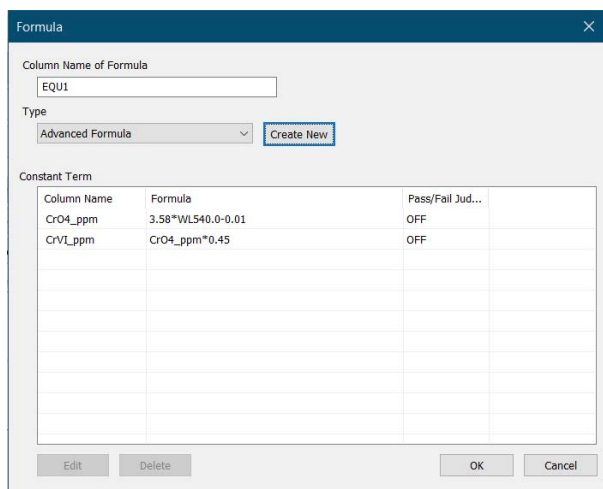 Formula
Column Name of Formula
EQU1
Type
Advanced Formula
Create New
Constant Term
Column Name Formula Pass/Fail Jud...
CrO4_ppm 3.58*WL540.0-0.01 OFF
CrVI_ppm CrO4_ppm*0.45 OFF
Edit Delete OK Cancel